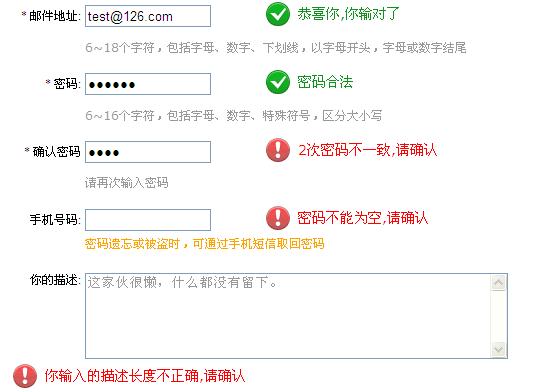 *邮件地址: test@126.com 恭喜你,你输对了
6~18个字符，包括字母、数字、下划线，以字母开头，字母或数字结尾
*密码: ●●●●●● 密码合法
6~16个字符，包括字母、数字、特殊符号，区分大小写
*确认密码 ●●●● 2次密码不一致,请确认
请再次输入密码
手机号码: 密码不能为空,请确认
密码遗忘或被盗时，可通过手机短信取回密码
你的描述: 这家伙很懒，什么都没有留下。
你输入的描述长度不正确,请确认